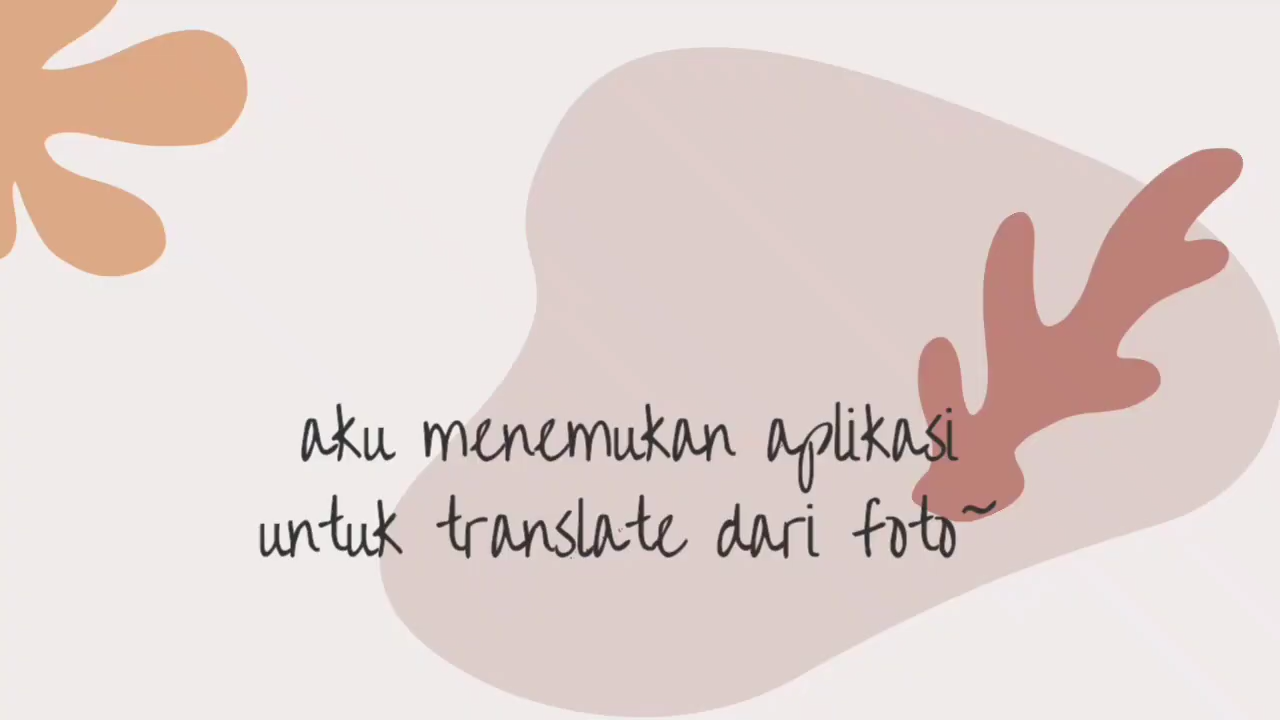 aku menemukan aplikasi
untuk translate dari foto~